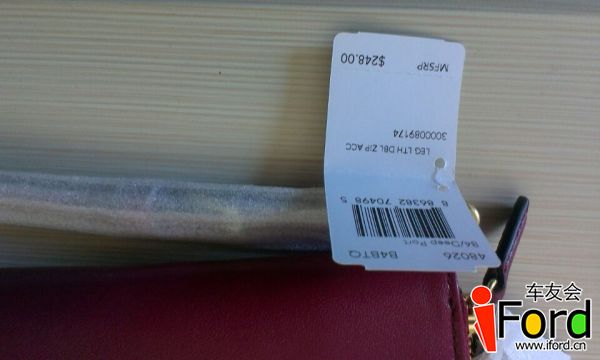 48026 B4BTQ
B4/Deep Port
8 86382 70498 5
LEG LTH DBL ZIP ACC
3000089174
MFSRP $248.00
车友会
iFord
www.iford.cn